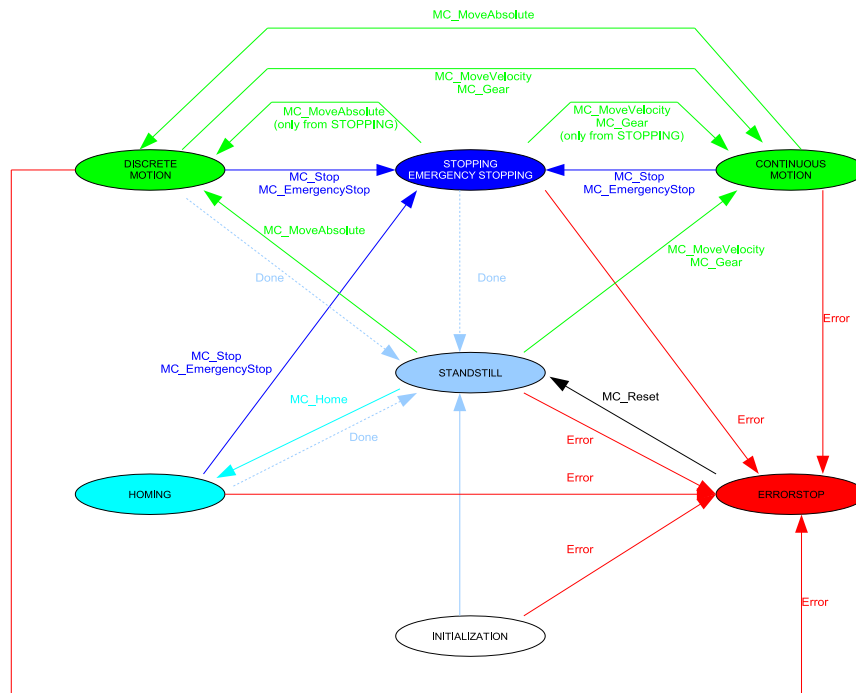 MC_MoveAbsolute
MC_MoveVelocity
MC_Gear
MC_MoveAbsolute
(only from STOPPING)
MC_MoveVelocity
MC_Gear
(only from STOPPING)
DISCRETE
MOTION
MC_Stop
MC_EmergencyStop
STOPPING
EMERGENCY STOPPING
MC_Stop
MC_EmergencyStop
CONTINUOUS
MOTION
MC_MoveAbsolute
MC_MoveVelocity
MC_Gear
Done
Done
Error
MC_Stop
MC_EmergencyStop
STANDSTILL
MC_Home
MC_Reset
Done
Error
Error
HOMING
Error
ERRORSTOP
Error
Error
INITIALIZATION